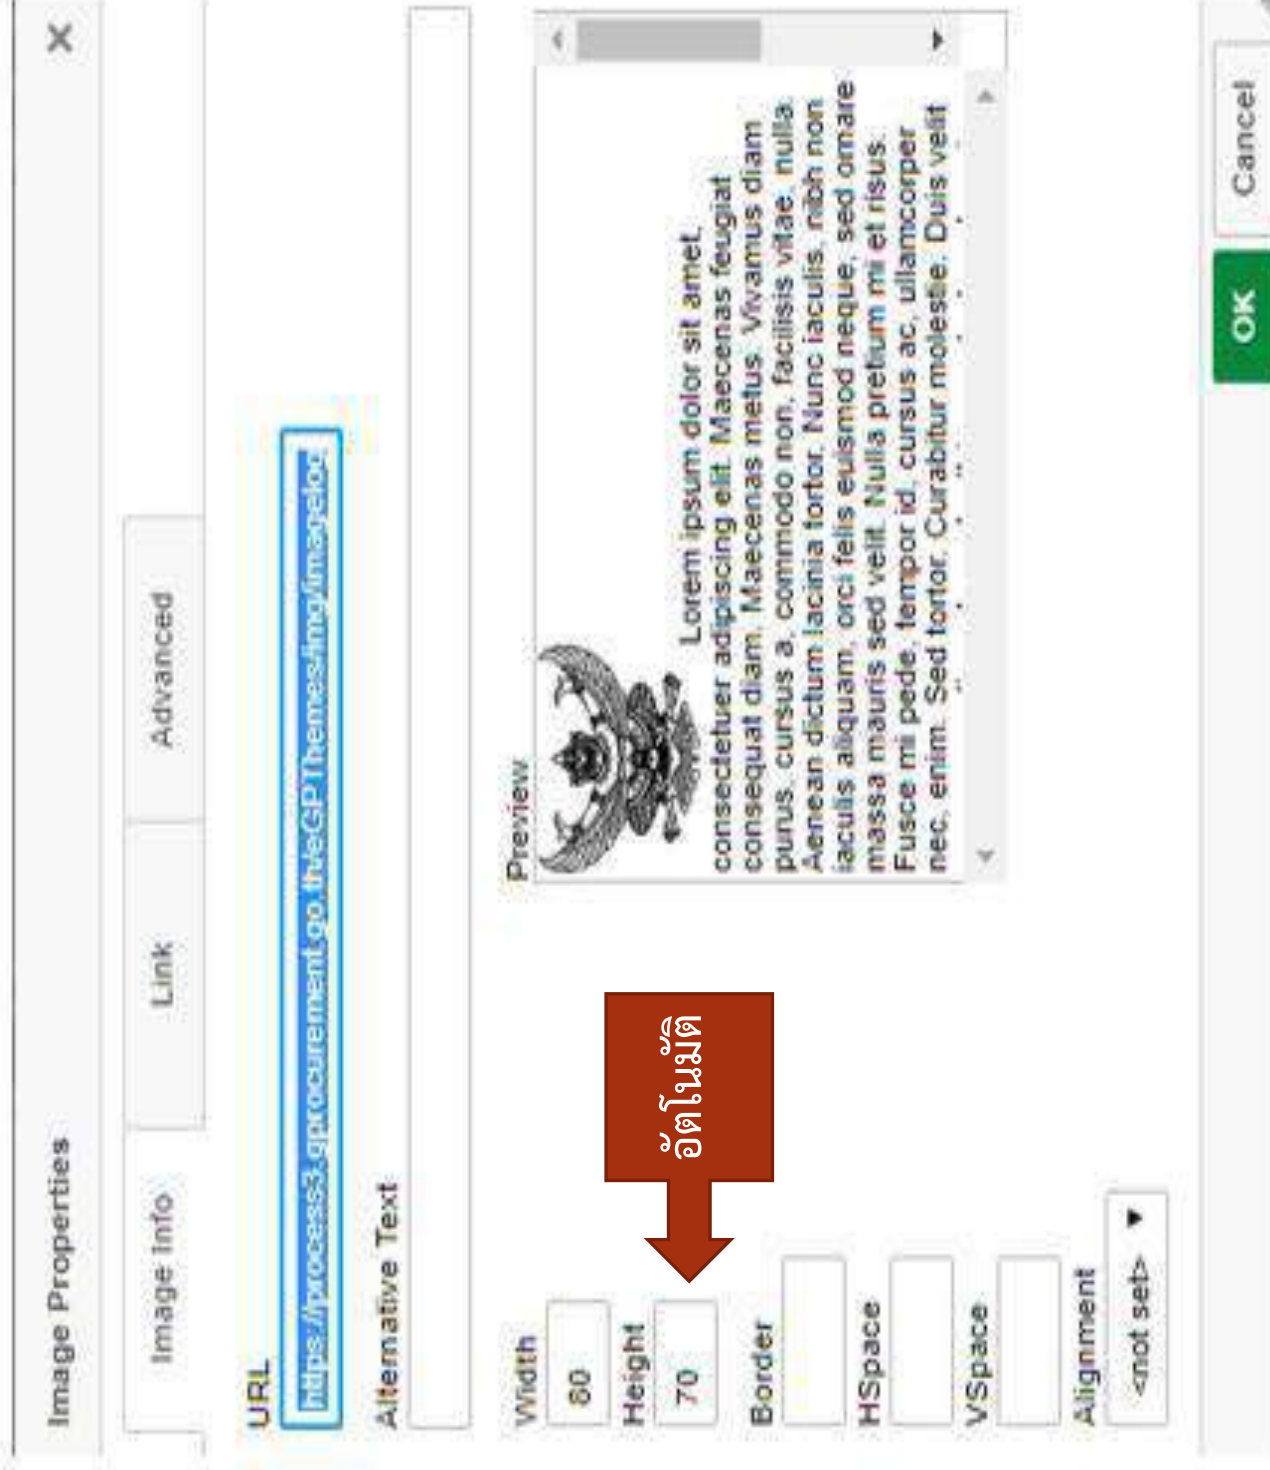 Image Properties
Image Info
Link
Advanced
URL
https://process3.gprocurement.go.th/eGPThemes/img/imagelog
Alternative Text
Width
60
Height
70
อัตโนมัติ
Border
HSpace
VSpace
Alignment
<not set>
Preview
Lorem ipsum dolor sit amet,
consectetuer adipiscing elit. Maecenas feugiat
consequat diam. Maecenas metus. Vivamus diam
purus, cursus a, commodo non, facilisis vitae, nulla.
Aenean dictum lacinia tortor. Nunc iaculis, nibh non
iaculis aliquam, orci felis euismod neque, sed ornare
massa mauris sed velit. Nulla pretium mi et risus.
Fusce mi pede, tempor id, cursus ac, ullamcorper
nec, enim. Sed tortor. Curabitur molestie. Duis velit
OK
Cancel